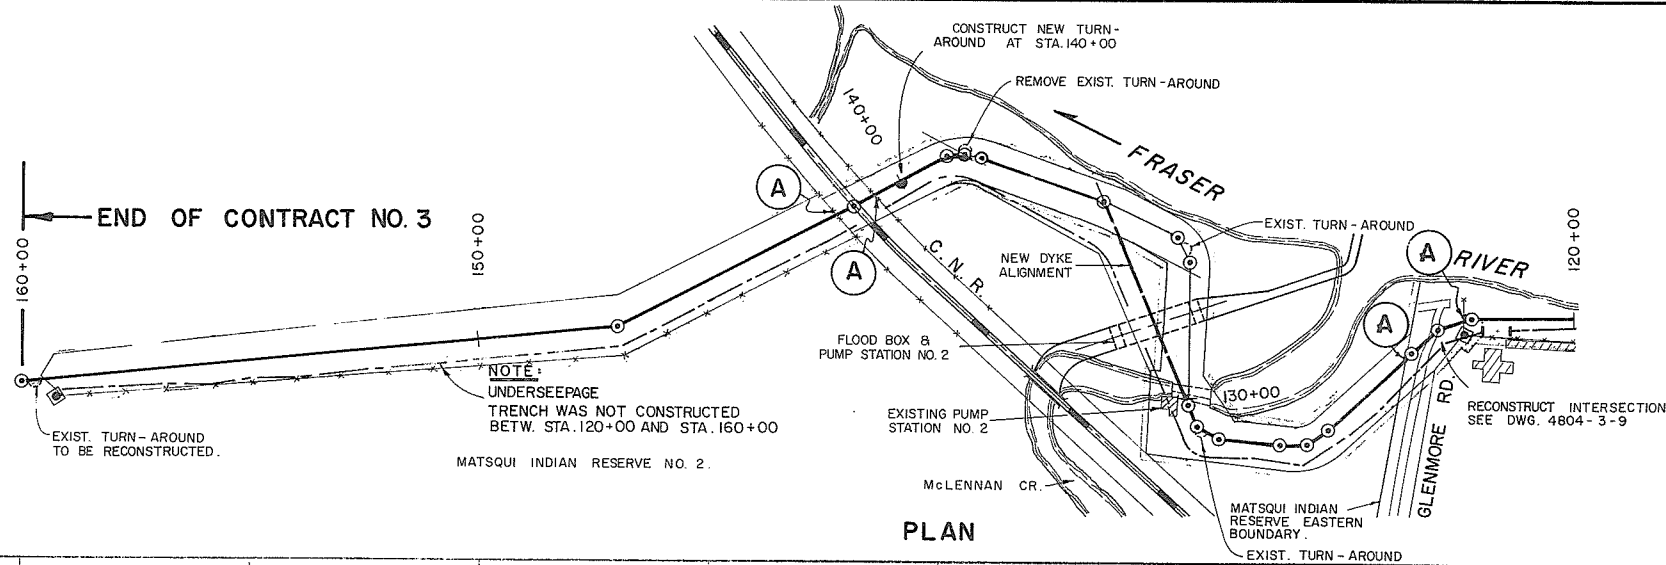 CONSTRUCT NEW TURN-
AROUND AT STA. 140+00
REMOVE EXIST. TURN-AROUND
140+00
FRASER
RIVER
A
END OF CONTRACT NO. 3
160+00
150+00
A
A
C. N. R.
NEW DYKE
ALIGNMENT
EXIST. TURN-AROUND
A
120+00
FLOOD BOX &
PUMP STATION NO. 2
NOTE:
UNDERSEEPAGE
TRENCH WAS NOT CONSTRUCTED
BETW. STA. 120+00 AND STA. 160+00
EXISTING PUMP
STATION NO. 2
130+00
RECONSTRUCT INTERSECTION
SEE DWG. 4804-3-9
EXIST. TURN-AROUND
TO BE RECONSTRUCTED.
MATSQUI INDIAN RESERVE NO. 2.
McLENNAN CR.
GLENMORE RD.
MATSQUI INDIAN
RESERVE EASTERN
BOUNDARY.
EXIST. TURN-AROUND
PLAN